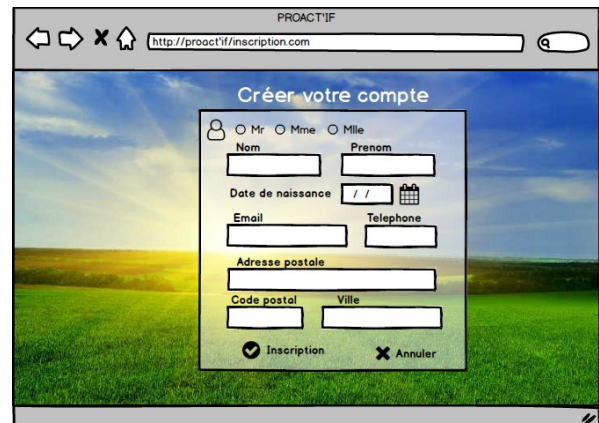 PROACT'IF
http://proact'if/inscription.com
Créer votre compte
Mr Mme Mlle
Nom Prenom
Date de naissance / /
Email Telephone
Adresse postale
Code postal Ville
Inscription Annuler